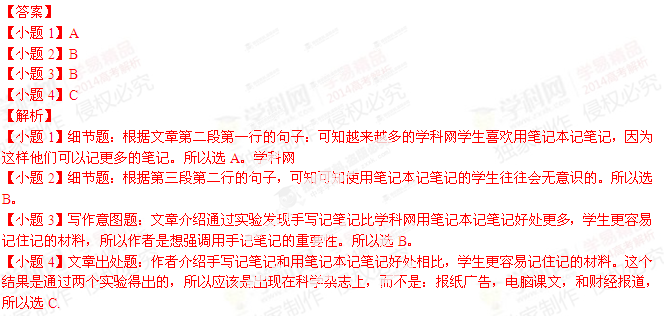 【答案】
【小题1】A
【小题2】B
【小题3】B
【小题4】C
【解析】
【小题1】细节题：根据文章第二段第一行的句子：可知越来越多的学科网学生喜欢用笔记本记笔记，因为
这样他们可以记更多的笔记。所以选 A。学科网
【小题2】细节题：根据第三段第二行的句子，可知可知使用笔记本记笔记的学生往往会无意识的。所以选
B。
【小题3】写作意图题：文章介绍通过实验发现手写记笔记比学科网用笔记本记笔记好处更多，学生更容易
记住记的材料，所以作者是想强调用手记笔记的重要性。所以选 B。
【小题4】文章出处题：作者介绍手写记笔记和用笔记本记笔记好处相比，学生更容易记住记的材料。这个
结果是通过两个实验得出的，所以应该是出现在科学杂志上，而不是：报纸广告，电脑课文，和财经报道，
所以选 C.